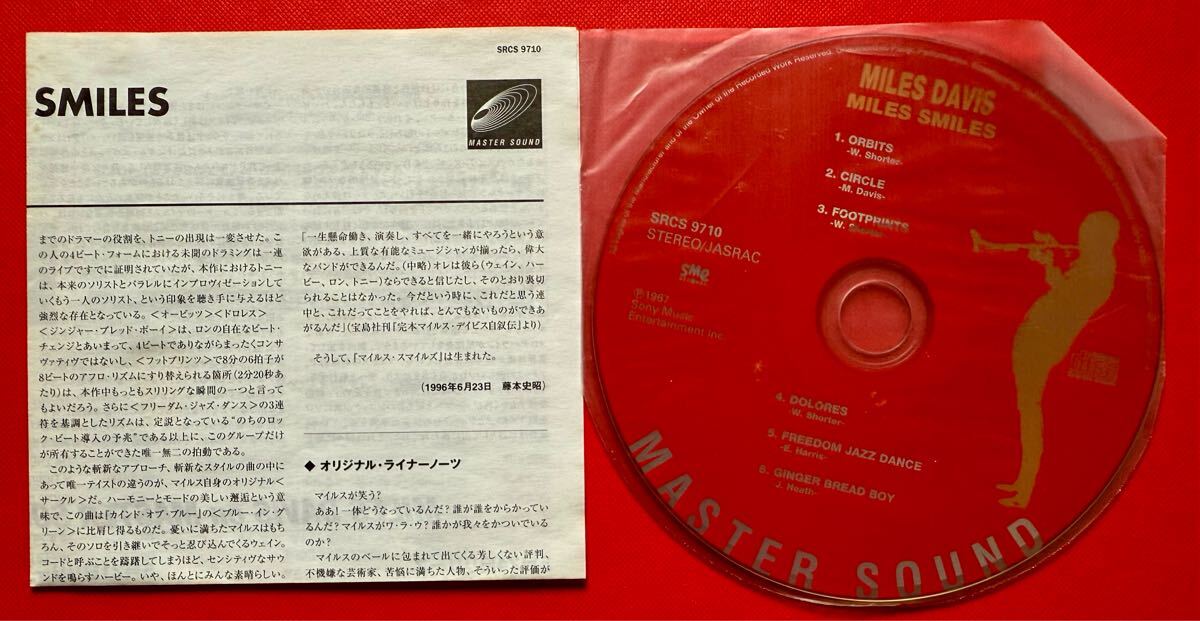 SRCS 9710
SMILES
MASTER SOUND
までのドラマーの役割を、トニーの出現は一変させた。こ
の人の4ビート・フォームにおける未聞のドラミングは一連
のライブですでに証明されていたが、本作におけるトニー
は、本来のソリストとパラレルにインプロヴィゼーションして
いくもう一人のソリスト、という印象を聴き手に与えるほど
強烈な存在となっている。<オービッツ><ドロレス>
<ジンジャー・ブレッド・ボーイ>は、ロンの自在なビート・
チェンジとあいまって、4ビートでありながらまったくコンサ
ヴァティヴではないし、<フットプリンツ>で8分の6拍子が
8ビートのアフロ・リズムにすり替えられる箇所(2分20秒あ
たり)は、本作中もっともスリリングな瞬間の一つと言って
もよいだろう。さらに<フリーダム・ジャズ・ダンス>の3連
符を基調としたリズムは、定説となっている“のちのロッ
ク・ビート導入の予兆”である以上に、このグループだけ
が所有することができた唯一無二の拍動である。
このような斬新なアプローチ、斬新なスタイルの曲の中に
あって唯一テイストの違うのが、マイルス自身のオリジナル<
サークル>だ。ハーモニーとモードの美しい邂逅という意
味で、この曲は『カインド・オブ・ブルー』の<ブルー・イン・グ
リーン>に比肩し得るものだ。憂いに満ちたマイルスはもち
ろん、そのソロを引き継いでそっと忍び込んでくるウェイン。
コードと呼ぶことを躊躇してしまうほど、センシティヴなサウ
ンドを鳴らすハービー。いや、ほんとにみんな素晴らしい。
「一生懸命働き、演奏し、すべてを一緒にやろうという意
欲がある、上質な有能なミュージシャンが揃ったら、偉大
なバンドができるんだ。(中略)オレは彼ら(ウェイン、ハー
ビー、ロン、トニー)ならできると信じたし、そのとおり裏切
られることはなかった。今だという時に、これだと思う連
中と、これだってことをやれば、とんでもないものができあ
がるんだ」(宝島社刊『完本マイルス・デイビス自叙伝』より)
そうして、『マイルス・スマイルズ』は生まれた。
(1996年6月23日 藤本史昭)
◆ オリジナル・ライナーノーツ
マイルスが笑う?
ああ!一体どうなっているんだ?誰が誰をからかってい
るんだ?マイルスがワ・ラ・ウ?誰かが我々をかついでいる
のか?
マイルスのベールに包まれて出てくる芳しくない評判、
不機嫌な芸術家、苦悩に満ちた人物、そういった評価が
of the Manufacturer and of the Owner of the Recorded Work Reserved.
MILES DAVIS
MILES SMILES
1. ORBITS
-W. Shorter-
2. CIRCLE
-M. Davis-
3. FOOTPRINTS
-W. Shorter-
SRCS 9710
STEREO/JASRAC
℗1967
Sony Music
Entertainment Inc.
4. DOLORES
-W. Shorter-
5. FREEDOM JAZZ DANCE
-E. Harris-
6. GINGER BREAD BOY
J. Heath-
MASTER SOUND